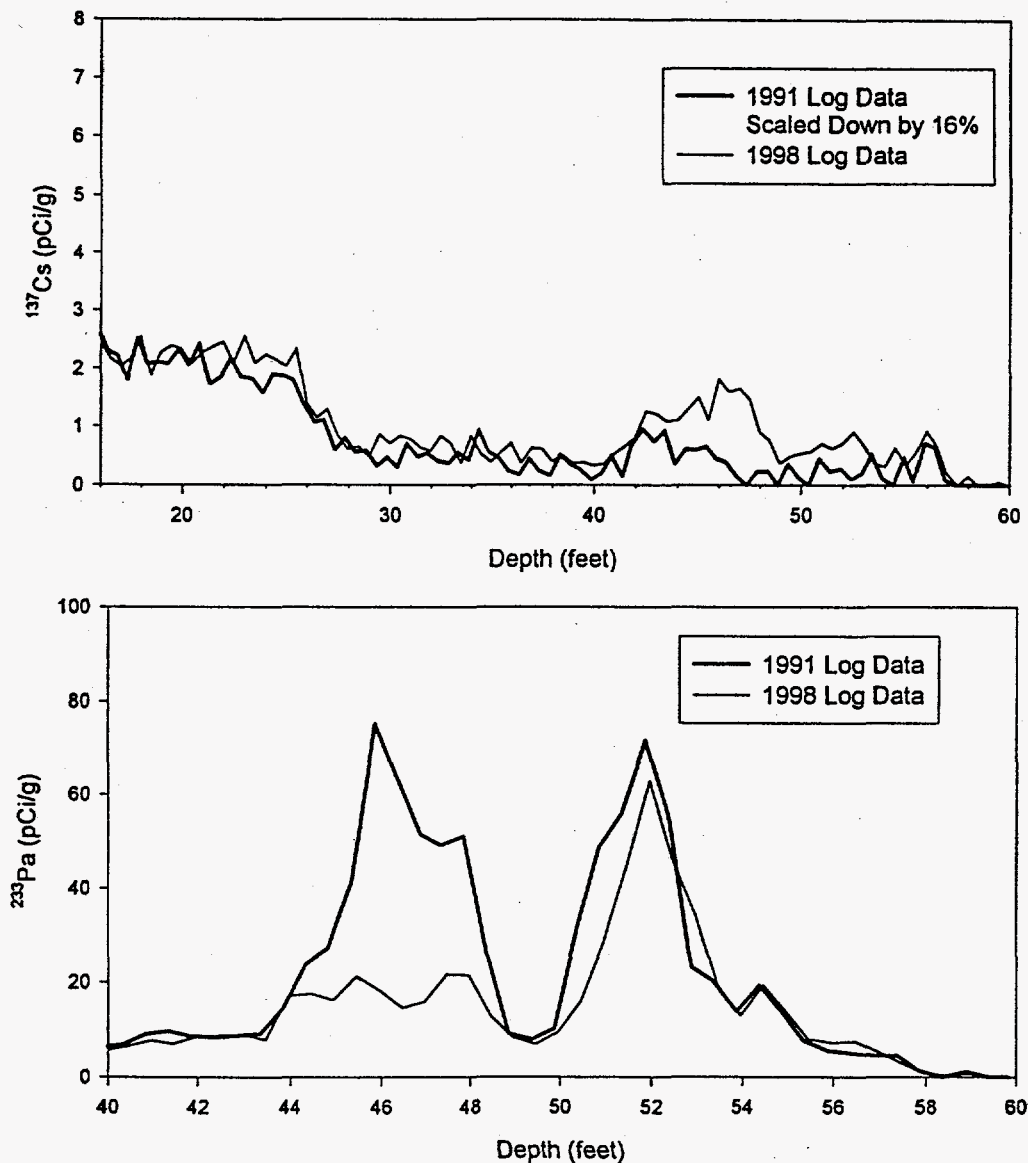 8
7
6
5
4
3
2
1
0
137Cs (pCi/g)
1991 Log Data
Scaled Down by 16%
1998 Log Data
20 30 40 50 60
Depth (feet)
100
80
60
40
20
0
233Pa (pCi/g)
1991 Log Data
1998 Log Data
40 42 44 46 48 50 52 54 56 58 60
Depth (feet)